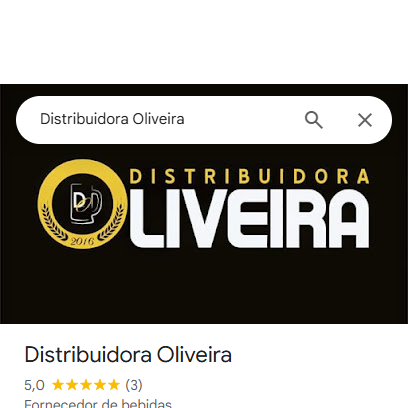 Distribuidora Oliveira
DISTRIBUIDORA
OLIVEIRA
2016
Distribuidora Oliveira
5,0 ★★★★★ (3)
Fornecedor de bebidas